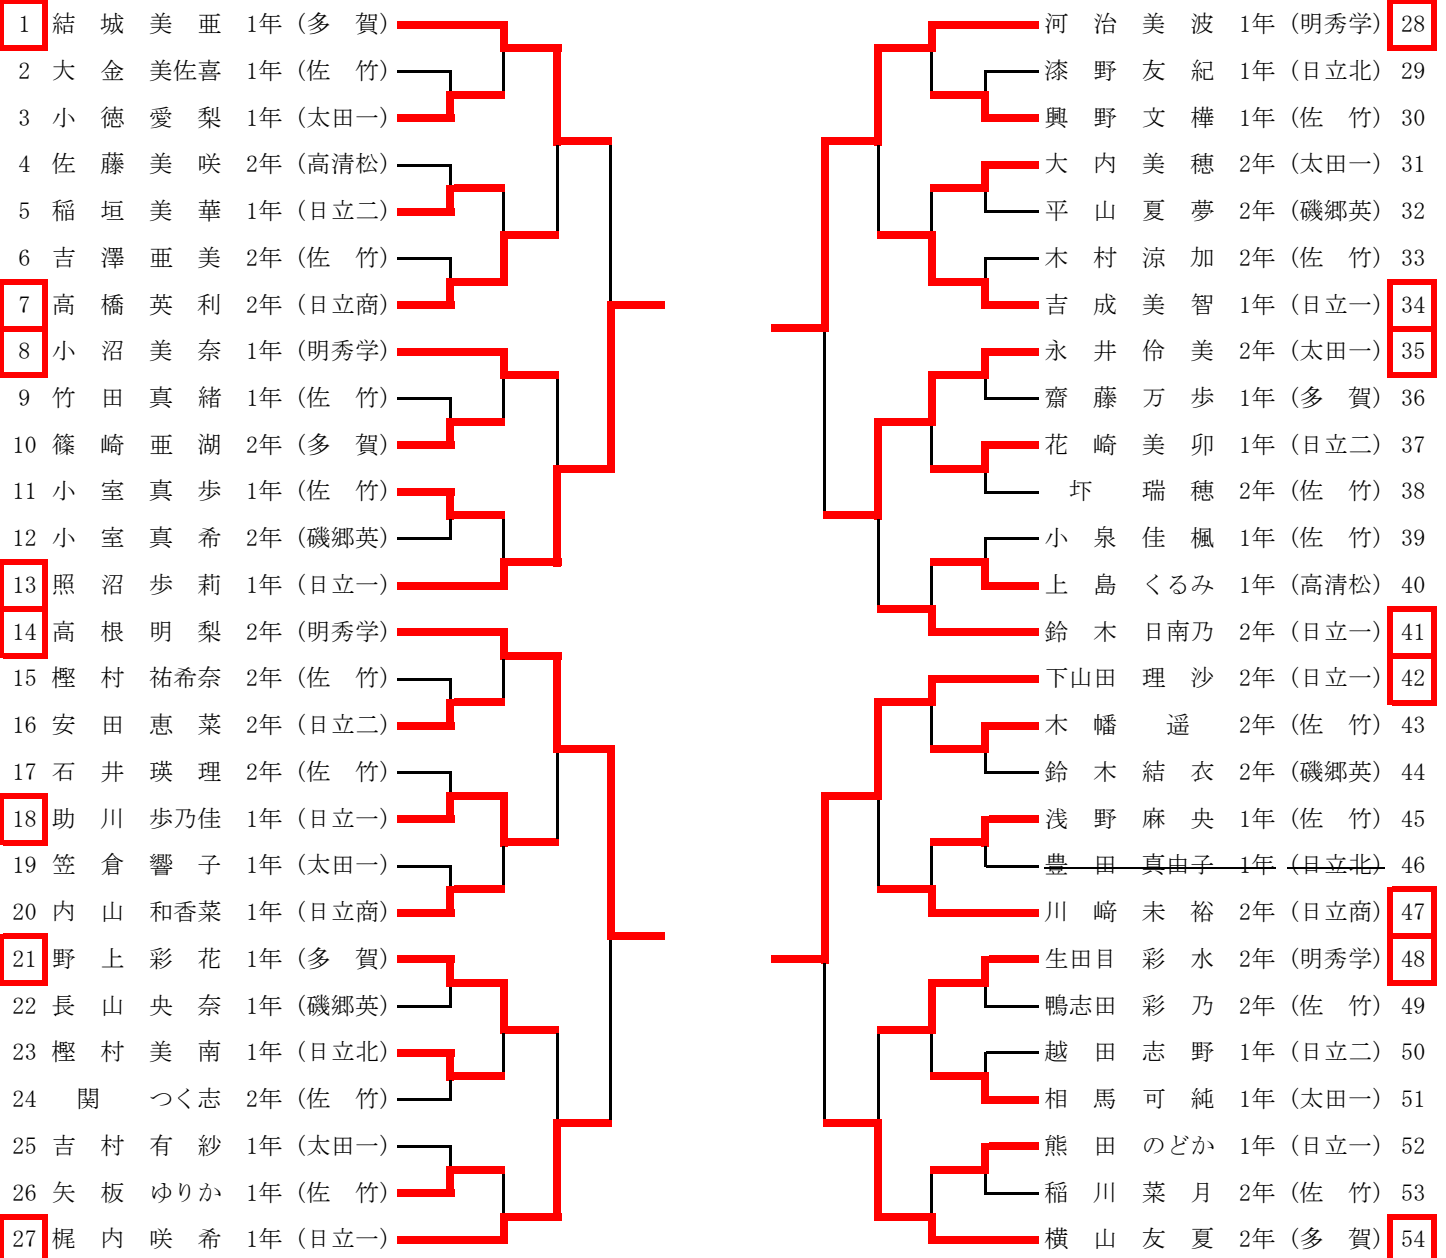 1 結城 美亜 1年 (多 賀)
2 大金 美佐喜 1年 (佐 竹)
3 小徳 愛梨 1年 (太田一)
4 佐藤 美咲 2年 (高清松)
5 稲垣 美華 1年 (日立二)
6 吉澤 亜美 2年 (佐 竹)
7 高橋 英利 2年 (日立商)
8 小沼 美奈 1年 (明秀学)
9 竹田 真緒 1年 (佐 竹)
10 篠崎 亜湖 2年 (多 賀)
11 小室 真歩 1年 (佐 竹)
12 小室 真希 2年 (磯郷英)
13 照沼 歩莉 1年 (日立一)
14 高根 明梨 2年 (明秀学)
15 樫村 祐希奈 2年 (佐 竹)
16 安田 恵菜 2年 (日立二)
17 石井 瑛理 2年 (佐 竹)
18 助川 歩乃佳 1年 (日立一)
19 笠倉 響子 1年 (太田一)
20 内山 和香菜 1年 (日立商)
21 野上 彩花 1年 (多 賀)
22 長山 央奈 1年 (磯郷英)
23 樫村 美南 1年 (日立北)
24 関 つく志 2年 (佐 竹)
25 吉村 有紗 1年 (太田一)
26 矢板 ゆりか 1年 (佐 竹)
27 梶内 咲希 1年 (日立一)
河治 美波 1年 (明秀学) 28
漆野 友紀 1年 (日立北) 29
興野 文樺 1年 (佐 竹) 30
大内 美穂 2年 (太田一) 31
平山 夏夢 2年 (磯郷英) 32
木村 涼加 2年 (佐 竹) 33
吉成 美智 1年 (日立一) 34
永井 伶美 2年 (太田一) 35
齋藤 万歩 1年 (多 賀) 36
花崎 美卯 1年 (日立二) 37
圷 瑞穂 2年 (佐 竹) 38
小泉 佳楓 1年 (佐 竹) 39
上島 くるみ 1年 (高清松) 40
鈴木 日南乃 2年 (日立一) 41
下山田 理沙 2年 (日立一) 42
木幡 遥 2年 (佐 竹) 43
鈴木 結衣 2年 (磯郷英) 44
浅野 麻央 1年 (佐 竹) 45
豊田 真由子 1年 (日立北) 46
川﨑 未裕 2年 (日立商) 47
生田目 彩水 2年 (明秀学) 48
鴨志田 彩乃 2年 (佐 竹) 49
越田 志野 1年 (日立二) 50
相馬 可純 1年 (太田一) 51
熊田 のどか 1年 (日立一) 52
稲川 菜月 2年 (佐 竹) 53
横山 友夏 2年 (多 賀) 54